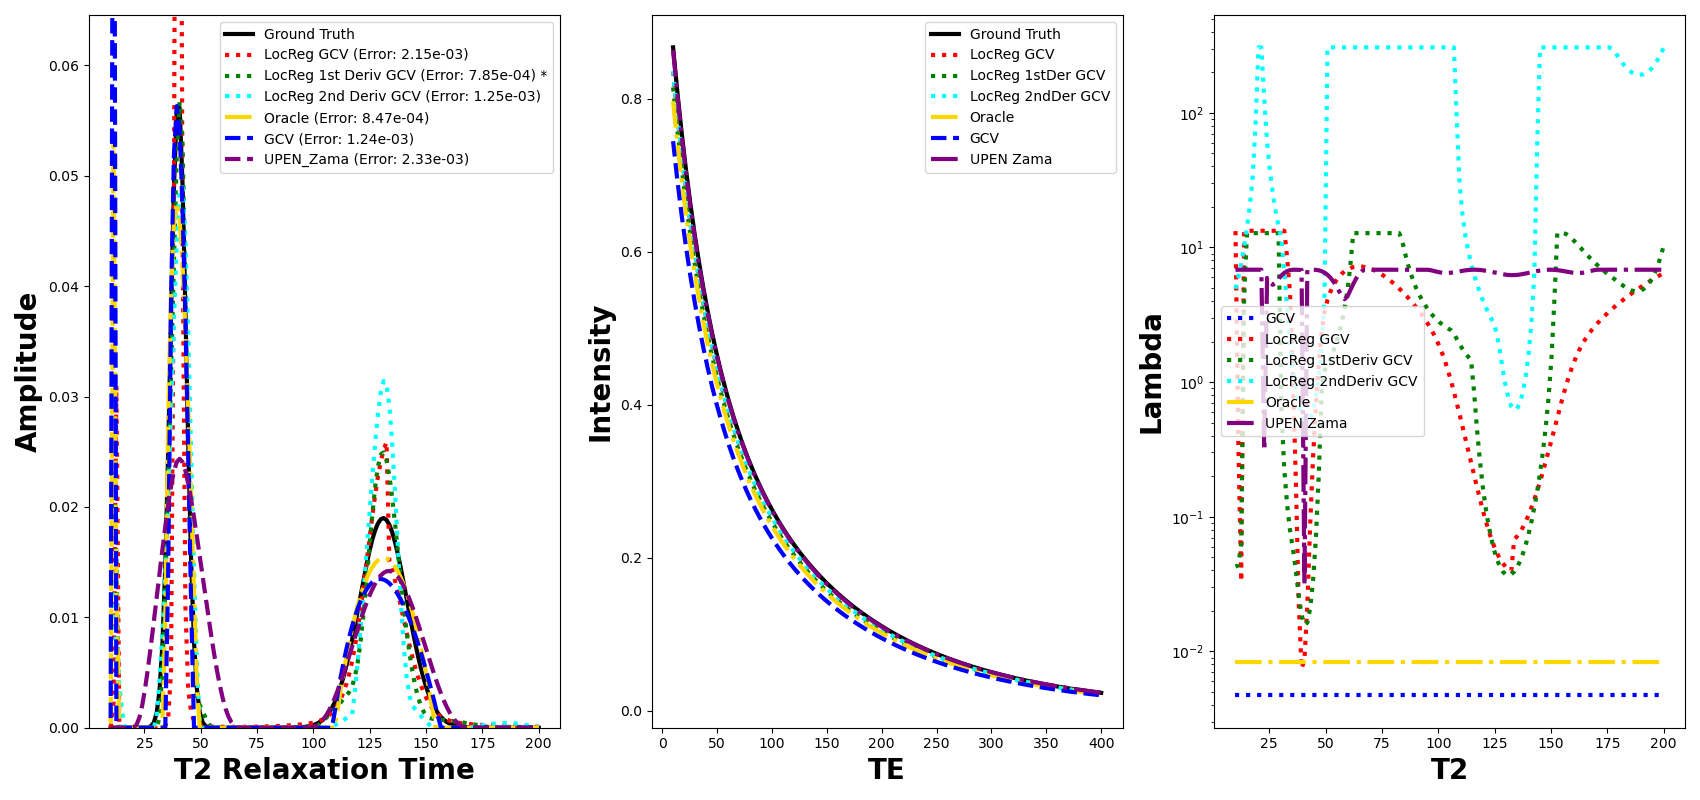 Ground Truth
LocReg GCV (Error: 2.15e-03)
LocReg 1st Deriv GCV (Error: 7.85e-04) *
LocReg 2nd Deriv GCV (Error: 1.25e-03)
Oracle (Error: 8.47e-04)
GCV (Error: 1.24e-03)
UPEN_Zama (Error: 2.33e-03)
0.06
0.05
0.04
0.03
0.02
0.01
0.00
Amplitude
25 50 75 100 125 150 175 200
T2 Relaxation Time
Ground Truth
LocReg GCV
LocReg 1stDer GCV
LocReg 2ndDer GCV
Oracle
GCV
UPEN Zama
0.8
0.6
0.4
0.2
0.0
Intensity
0 50 100 150 200 250 300 350 400
TE
10²
10¹
10⁰
10⁻¹
10⁻²
Lambda
GCV
LocReg GCV
LocReg 1stDeriv GCV
LocReg 2ndDeriv GCV
Oracle
UPEN Zama
25 50 75 100 125 150 175 200
T2